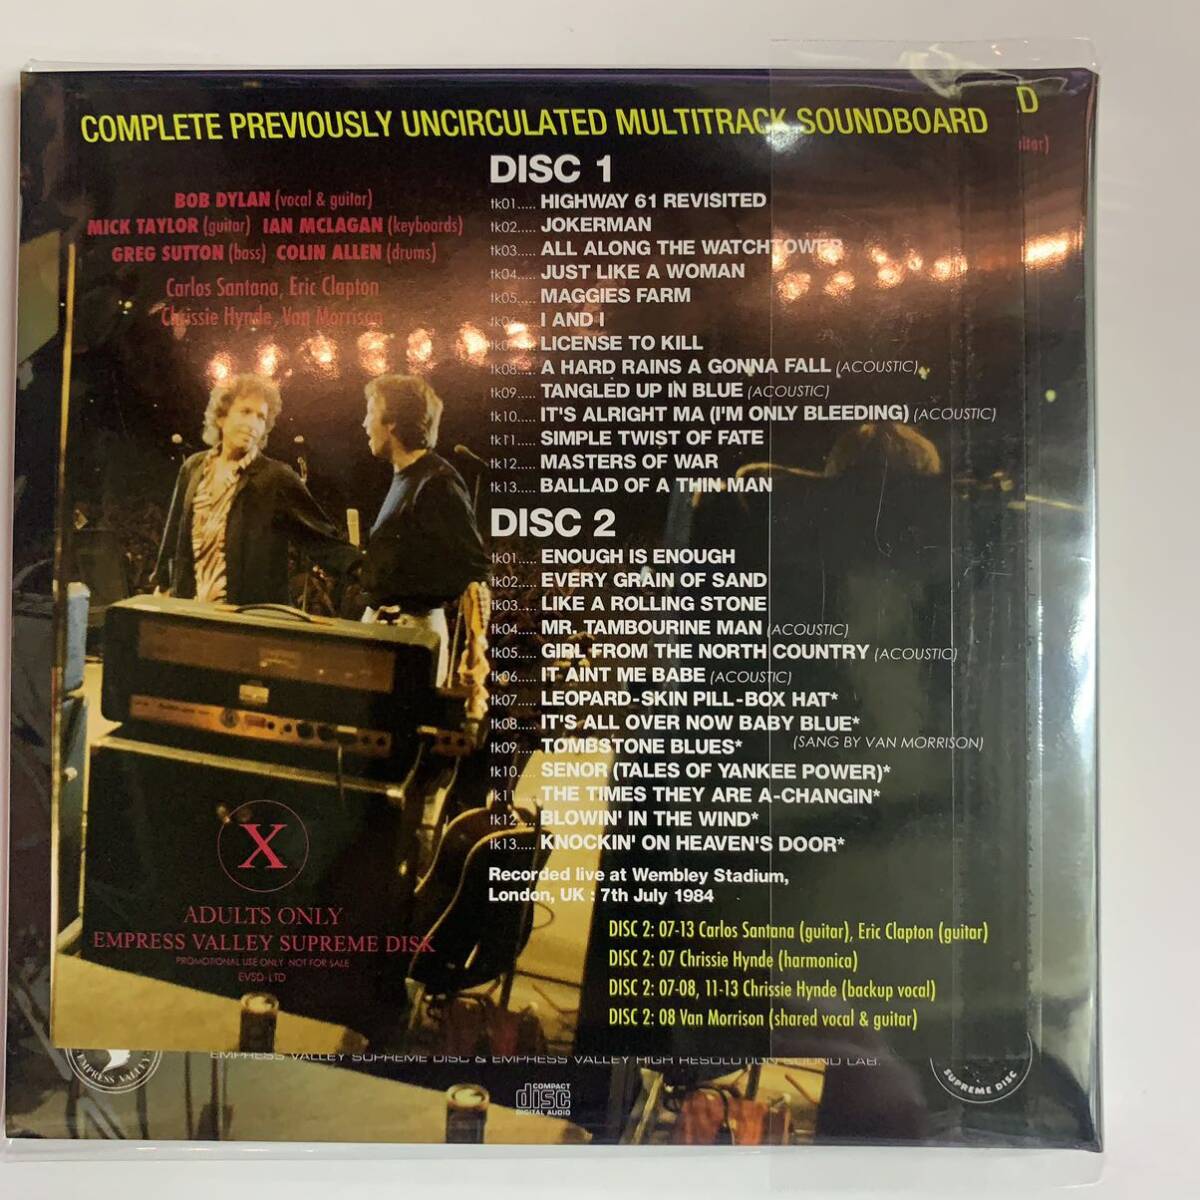 COMPLETE PREVIOUSLY UNCIRCULATED MULTITRACK SOUNDBOARD
BOB DYLAN (vocal & guitar)
MICK TAYLOR (guitar) IAN MCLAGAN (keyboards)
GREG SUTTON (bass) COLIN ALLEN (drums)
Carlos Santana, Eric Clapton
Chrissie Hynde, Van Morrison
DISC 1
tk01..... HIGHWAY 61 REVISITED
tk02..... JOKERMAN
tk03..... ALL ALONG THE WATCHTOWER
tk04..... JUST LIKE A WOMAN
tk05..... MAGGIES FARM
tk06..... I AND I
tk07..... LICENSE TO KILL
tk08..... A HARD RAINS A GONNA FALL (ACOUSTIC)
tk09..... TANGLED UP IN BLUE (ACOUSTIC)
tk10..... IT'S ALRIGHT MA (I'M ONLY BLEEDING) (ACOUSTIC)
tk11..... SIMPLE TWIST OF FATE
tk12..... MASTERS OF WAR
tk13..... BALLAD OF A THIN MAN
DISC 2
tk01..... ENOUGH IS ENOUGH
tk02..... EVERY GRAIN OF SAND
tk03..... LIKE A ROLLING STONE
tk04..... MR. TAMBOURINE MAN (ACOUSTIC)
tk05..... GIRL FROM THE NORTH COUNTRY (ACOUSTIC)
tk06..... IT AINT ME BABE (ACOUSTIC)
tk07..... LEOPARD-SKIN PILL-BOX HAT*
tk08..... IT'S ALL OVER NOW BABY BLUE*
(SANG BY VAN MORRISON)
tk09..... TOMBSTONE BLUES*
tk10..... SENOR (TALES OF YANKEE POWER)*
tk11..... THE TIMES THEY ARE A-CHANGIN*
tk12..... BLOWIN' IN THE WIND*
tk13..... KNOCKIN' ON HEAVEN'S DOOR*
Recorded live at Wembley Stadium,
London, UK : 7th July 1984
DISC 2: 07-13 Carlos Santana (guitar), Eric Clapton (guitar)
DISC 2: 07 Chrissie Hynde (harmonica)
DISC 2: 07-08, 11-13 Chrissie Hynde (backup vocal)
DISC 2: 08 Van Morrison (shared vocal & guitar)
X
ADULTS ONLY
EMPRESS VALLEY SUPREME DISK
PROMOTIONAL USE ONLY · NOT FOR SALE
EVSD-LTD
EMPRESS VALLEY SUPREME DISC & EMPRESS VALLEY HIGH RESOLUTION SOUND LAB.
EMPRESS VALLEY
SUPREME DISC
COMPACT
disc
DIGITAL AUDIO